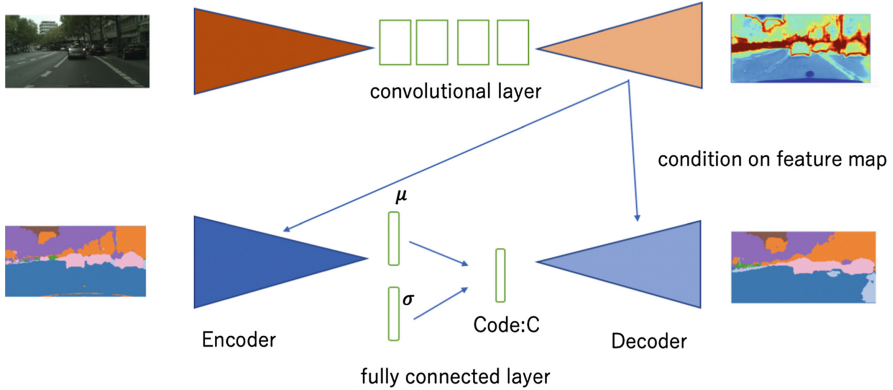 convolutional layer
condition on feature map
μ
σ
Code:C
Encoder
Decoder
fully connected layer